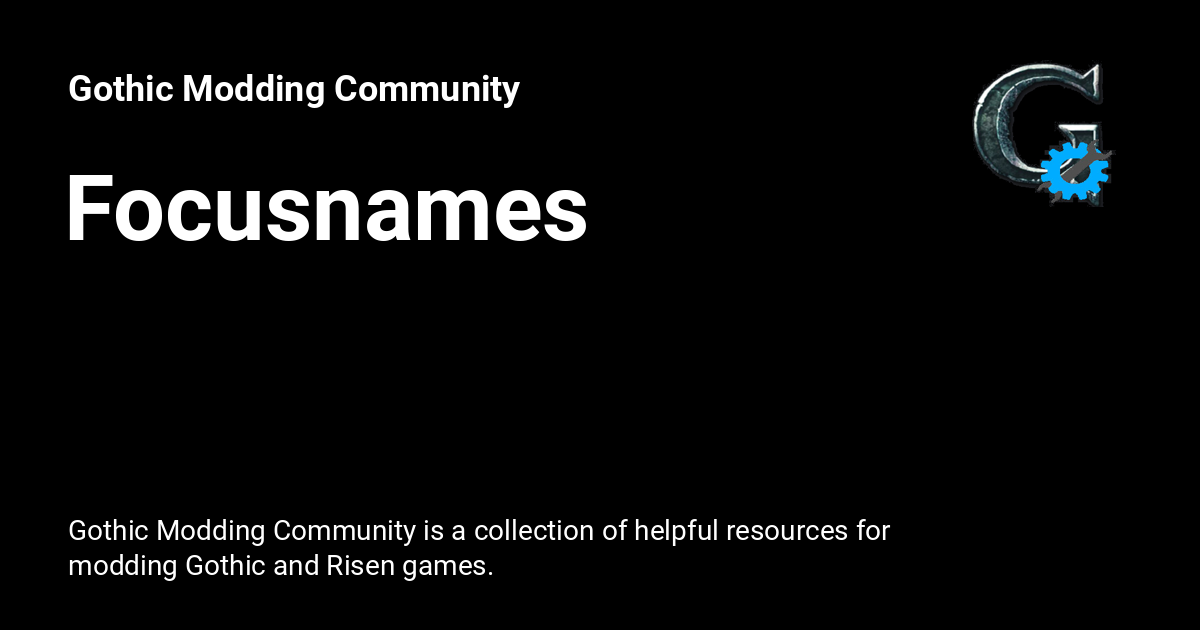 Gothic Modding Community
Focusnames
Gothic Modding Community is a collection of helpful resources for
modding Gothic and Risen games.